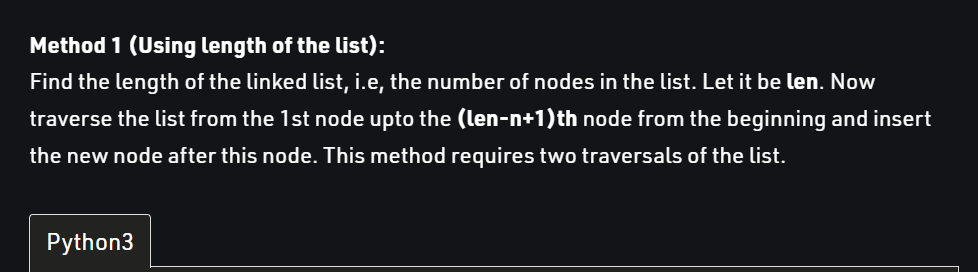 Method 1 (Using length of the list):
Find the length of the linked list, i.e, the number of nodes in the list. Let it be len. Now
traverse the list from the 1st node upto the (len-n+1)th node from the beginning and insert
the new node after this node. This method requires two traversals of the list.
Python3